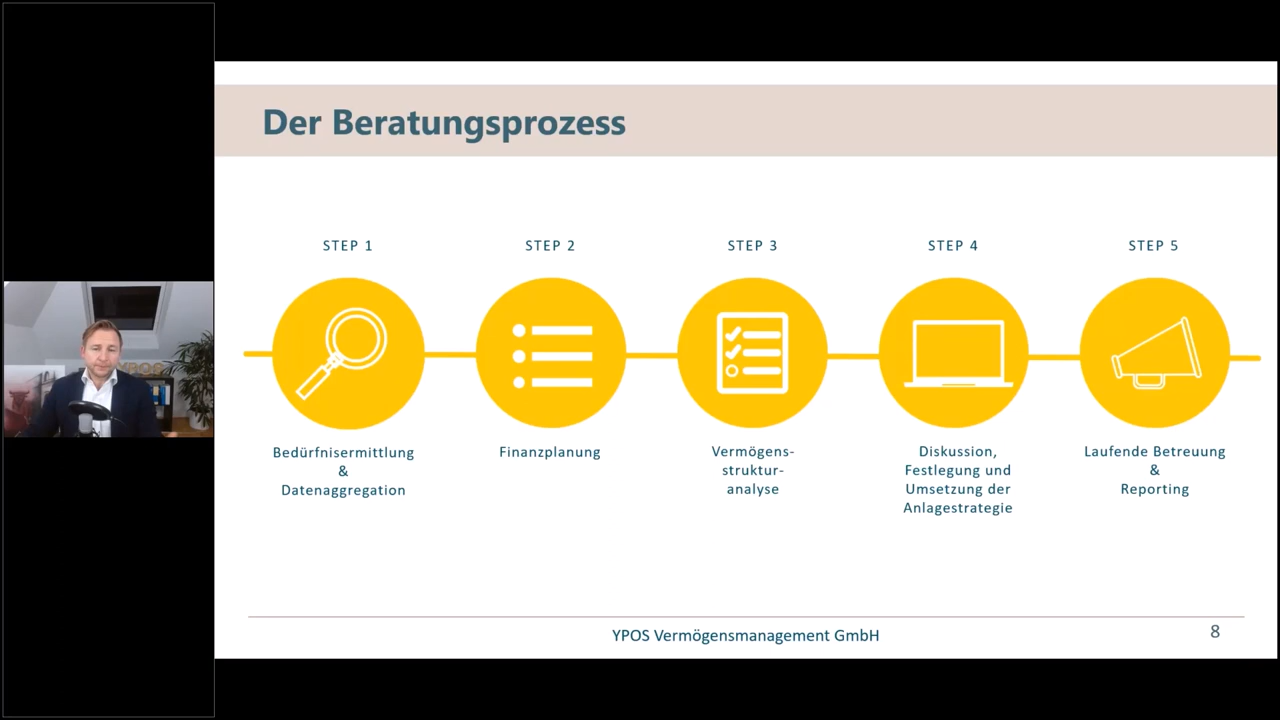 Der Beratungsprozess
STEP 1
STEP 2
STEP 3
STEP 4
STEP 5
Bedürfnisermittlung
&
Datenaggregation
Finanzplanung
Vermögens-
struktur-
analyse
Diskussion,
Festlegung und
Umsetzung der
Anlagestrategie
Laufende Betreuung
&
Reporting
YPOS Vermögensmanagement GmbH
8